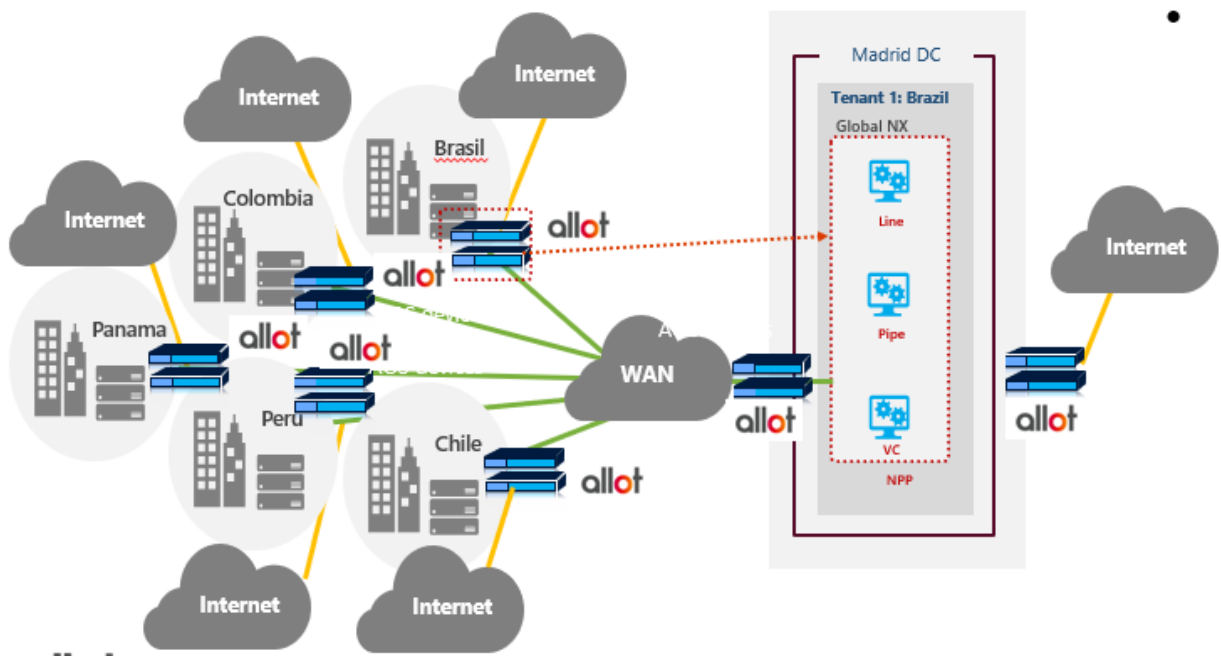 Internet
Internet
Internet
Brasil
allot
Colombia
allot
Panama
allot
allot
Peru
Chile
allot
Internet
Internet
WAN
allot
Madrid DC
Tenant 1: Brazil
Global NX
Line
Pipe
VC
NPP
Internet
allot